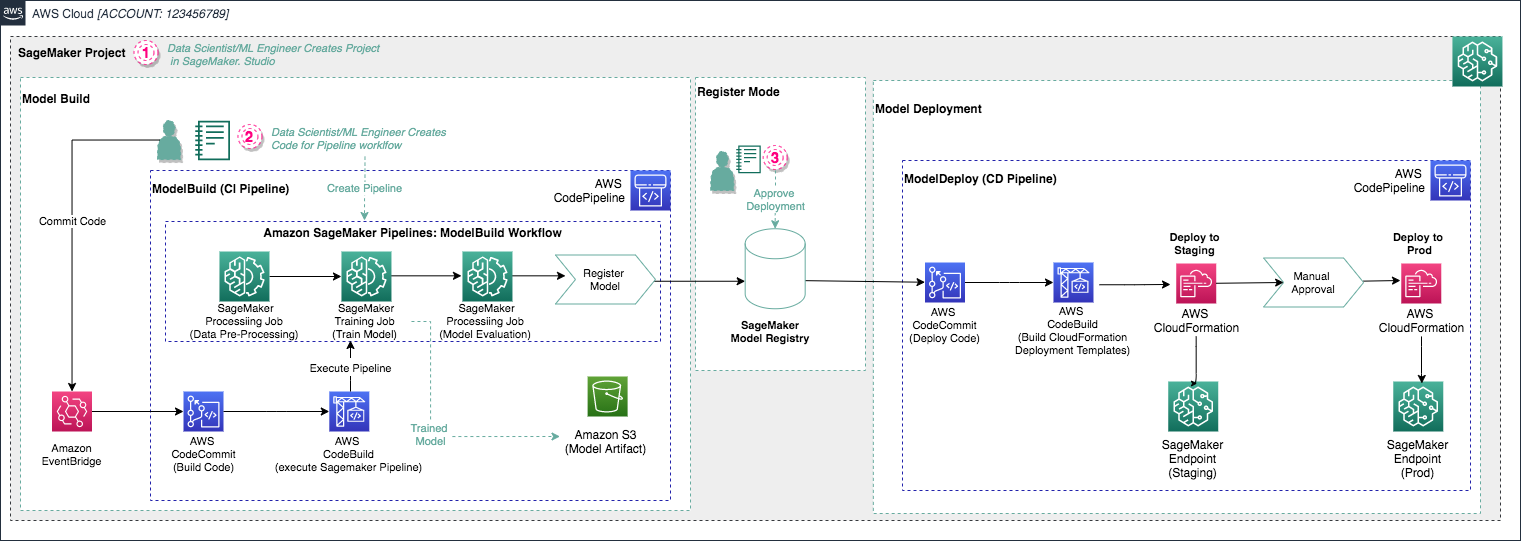 aws
AWS Cloud [ACCOUNT: 123456789]
SageMaker Project
1
Data Scientist/ML Engineer Creates Project
in SageMaker. Studio
Model Build
2
Data Scientist/ML Engineer Creates
Code for Pipeline workflow
Create Pipeline
Commit Code
ModelBuild (CI Pipeline)
AWS
CodePipeline
Amazon SageMaker Pipelines: ModelBuild Workflow
SageMaker
Processiing Job
(Data Pre-Processing)
SageMaker
Training Job
(Train Model)
SageMaker
Processiing Job
(Model Evaluation)
Register
Model
Execute Pipeline
Amazon
EventBridge
AWS
CodeCommit
(Build Code)
AWS
CodeBuild
(execute Sagemaker Pipeline)
Trained
Model
Amazon S3
(Model Artifact)
Register Mode
3
Approve
Deployment
SageMaker
Model Registry
Model Deployment
ModelDeploy (CD Pipeline)
AWS
CodePipeline
AWS
CodeCommit
(Deploy Code)
AWS
CodeBuild
(Build CloudFormation
Deployment Templates)
Deploy to
Staging
AWS
CloudFormation
Manual
Approval
Deploy to
Prod
AWS
CloudFormation
SageMaker
Endpoint
(Staging)
SageMaker
Endpoint
(Prod)